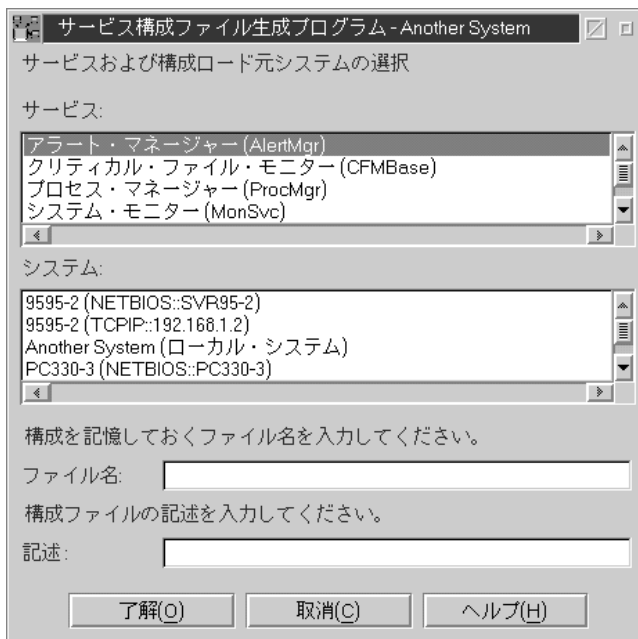 サービス構成ファイル生成プログラム - Another System
サービスおよび構成ロード元システムの選択
サービス:
アラート・マネージャー (AlertMgr)
クリティカル・ファイル・モニター (CFMBase)
プロセス・マネージャー (ProcMgr)
システム・モニター (MonSvc)
システム:
9595-2 (NETBIOS::SVR95-2)
9595-2 (TCPIP::192.168.1.2)
Another System (ローカル・システム)
PC330-3 (NETBIOS::PC330-3)
構成を記憶しておくファイル名を入力してください。
ファイル名:
構成ファイルの記述を入力してください。
記述:
了解(O) 取消(C) ヘルプ(H)